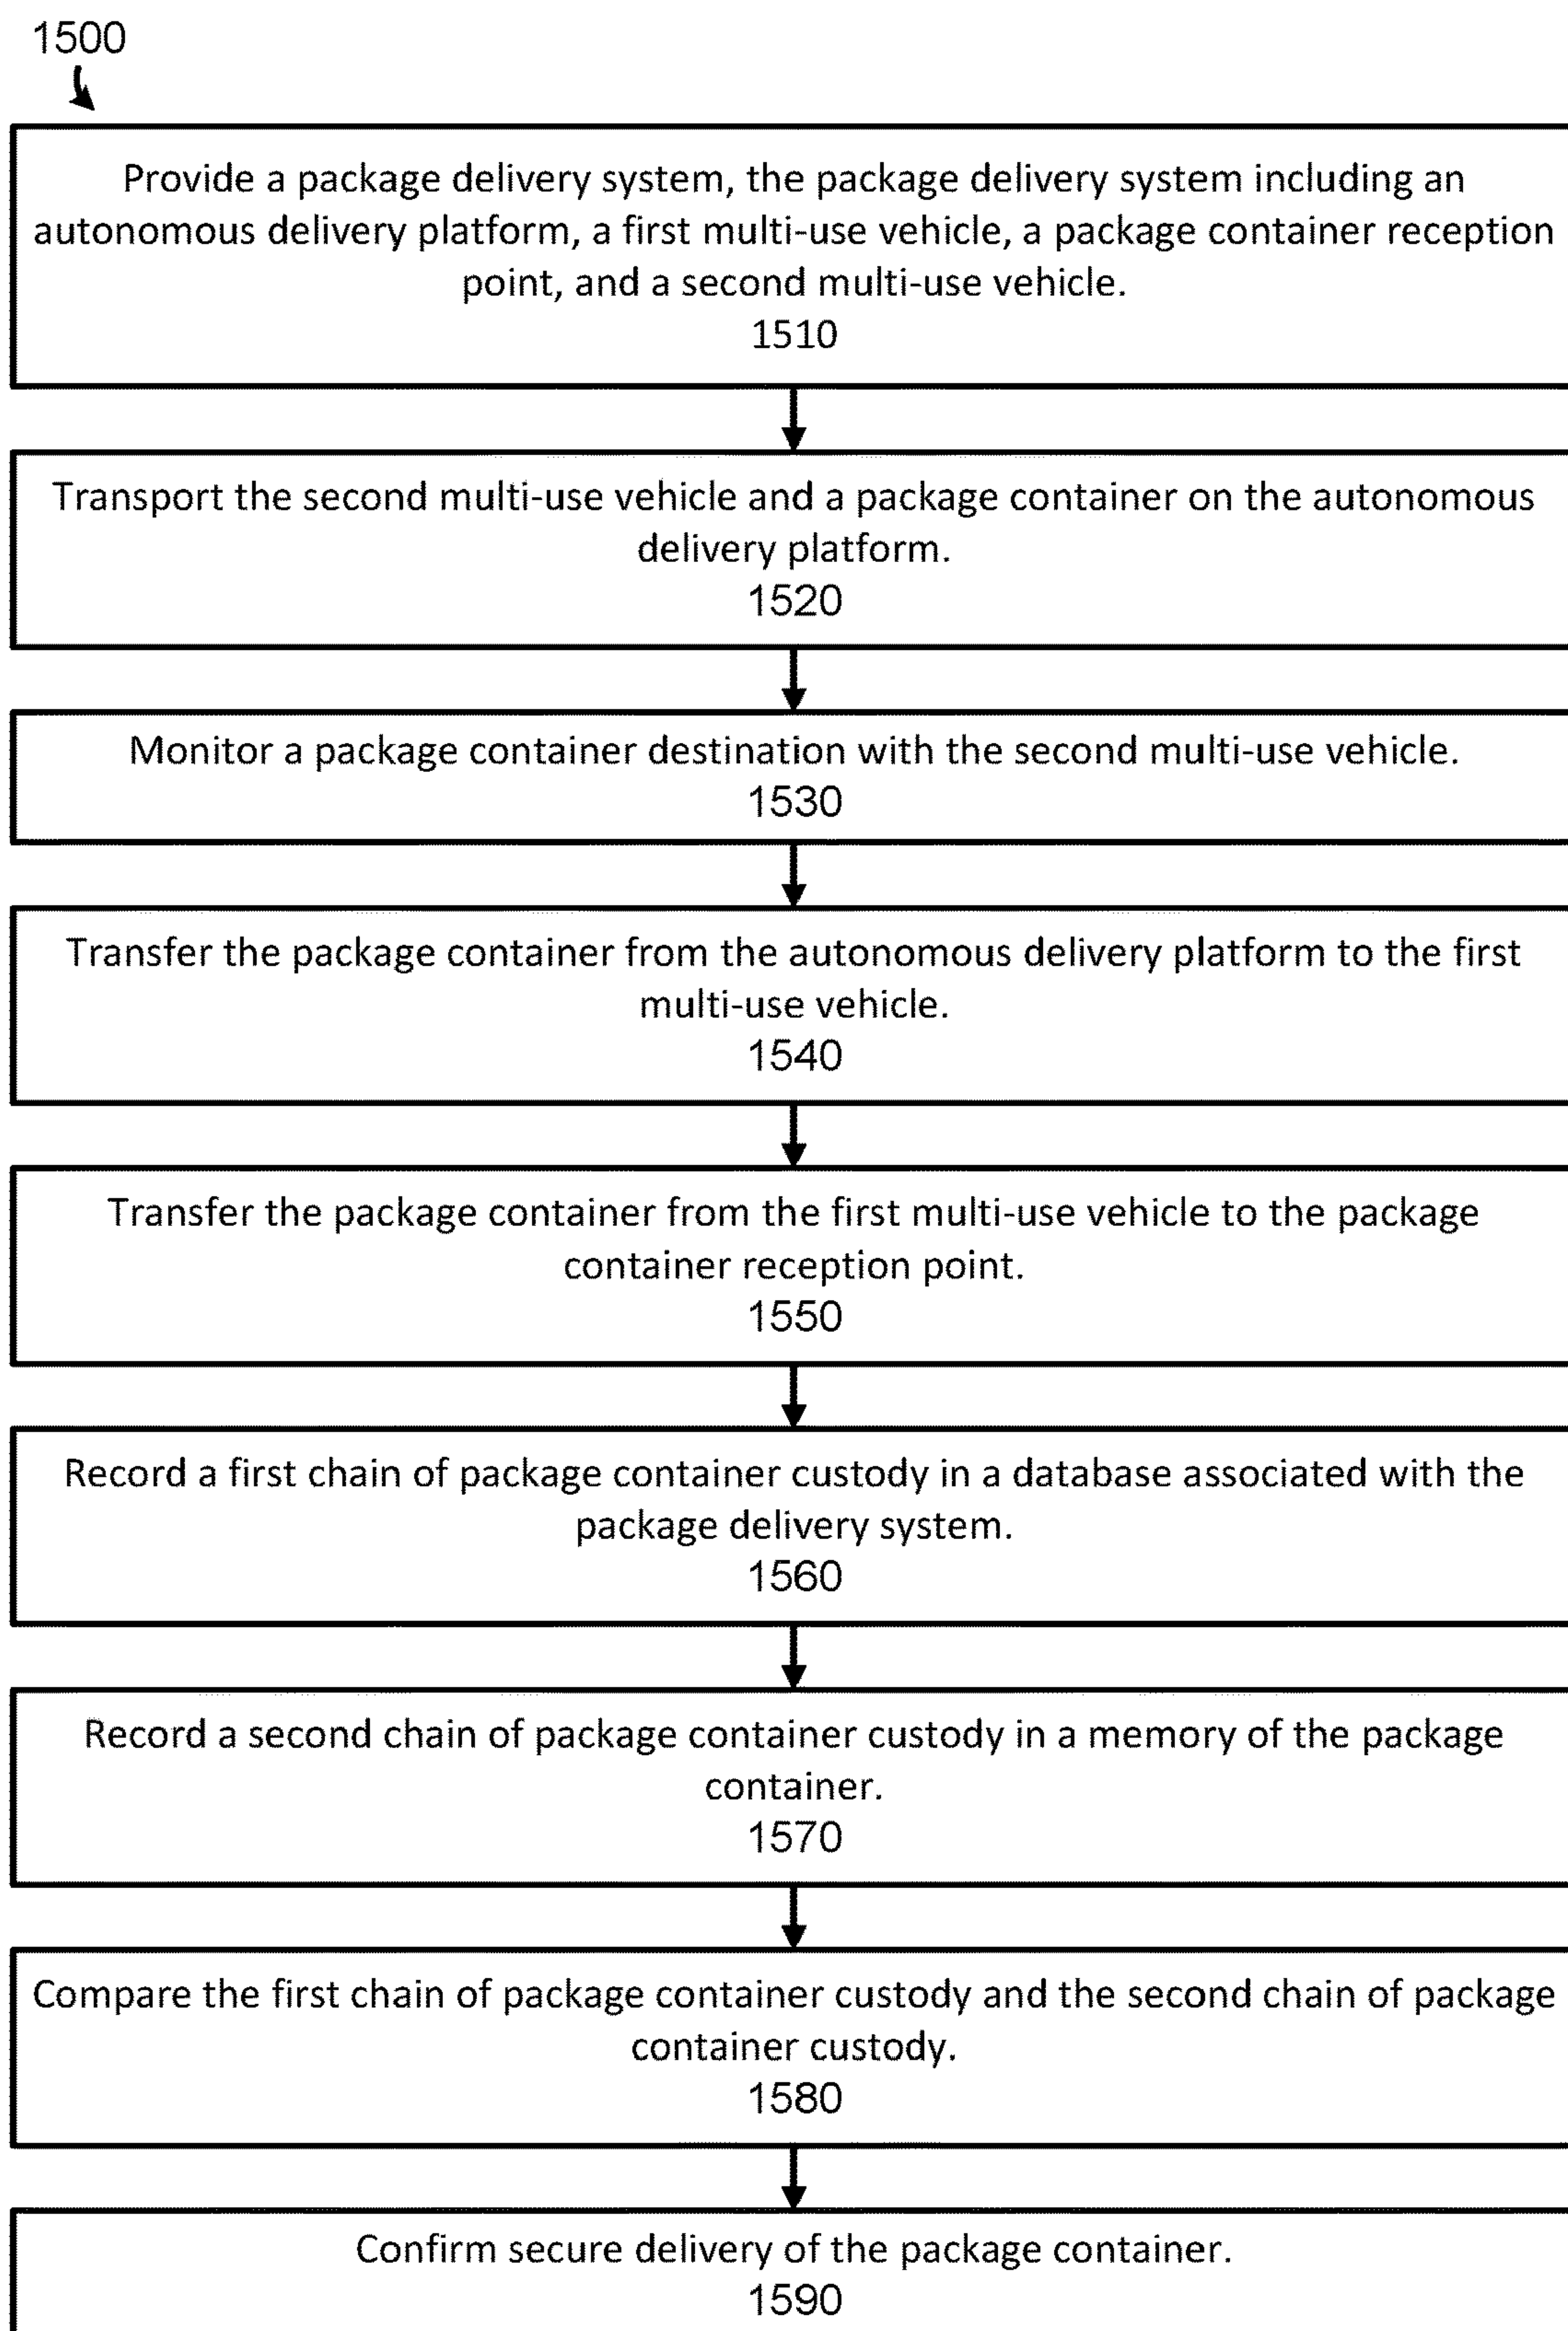 1500
Provide a package delivery system, the package delivery system including an
autonomous delivery platform, a first multi-use vehicle, a package container reception
point, and a second multi-use vehicle.
1510
Transport the second multi-use vehicle and a package container on the autonomous
delivery platform.
1520
Monitor a package container destination with the second multi-use vehicle.
1530
Transfer the package container from the autonomous delivery platform to the first
multi-use vehicle.
1540
Transfer the package container from the first multi-use vehicle to the package
container reception point.
1550
Record a first chain of package container custody in a database associated with the
package delivery system.
1560
Record a second chain of package container custody in a memory of the package
container.
1570
Compare the first chain of package container custody and the second chain of package
container custody.
1580
Confirm secure delivery of the package container.
1590